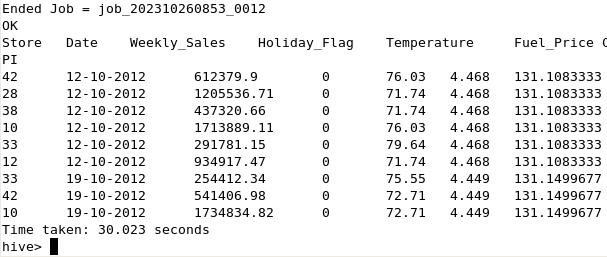 Ended Job = job_202310260853_0012
OK
Store Date Weekly_Sales Holiday_Flag Temperature Fuel_Price C
PI
42 12-10-2012 612379.9 0 76.03 4.468 131.1083333
28 12-10-2012 1205536.71 0 71.74 4.468 131.1083333
38 12-10-2012 437320.66 0 71.74 4.468 131.1083333
10 12-10-2012 1713889.11 0 76.03 4.468 131.1083333
33 12-10-2012 291781.15 0 79.64 4.468 131.1083333
12 12-10-2012 934917.47 0 71.74 4.468 131.1083333
33 19-10-2012 254412.34 0 75.55 4.449 131.1499677
42 19-10-2012 541406.98 0 72.71 4.449 131.1499677
10 19-10-2012 1734834.82 0 72.71 4.449 131.1499677
Time taken: 30.023 seconds
hive>